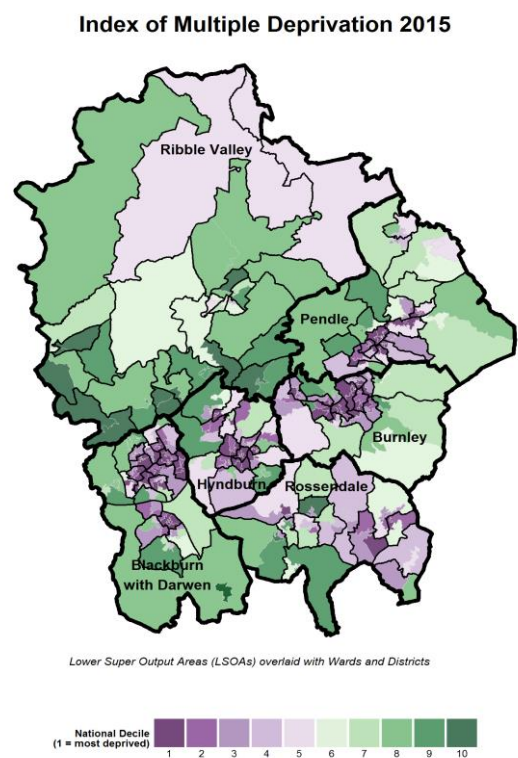 Index of Multiple Deprivation 2015
Ribble Valley
Pendle
Burnley
Hyndburn
Rossendale
Blackburn
with Darwen
Lower Super Output Areas (LSOAs) overlaid with Wards and Districts
National Decile
(1 = most deprived)
1 2 3 4 5 6 7 8 9 10